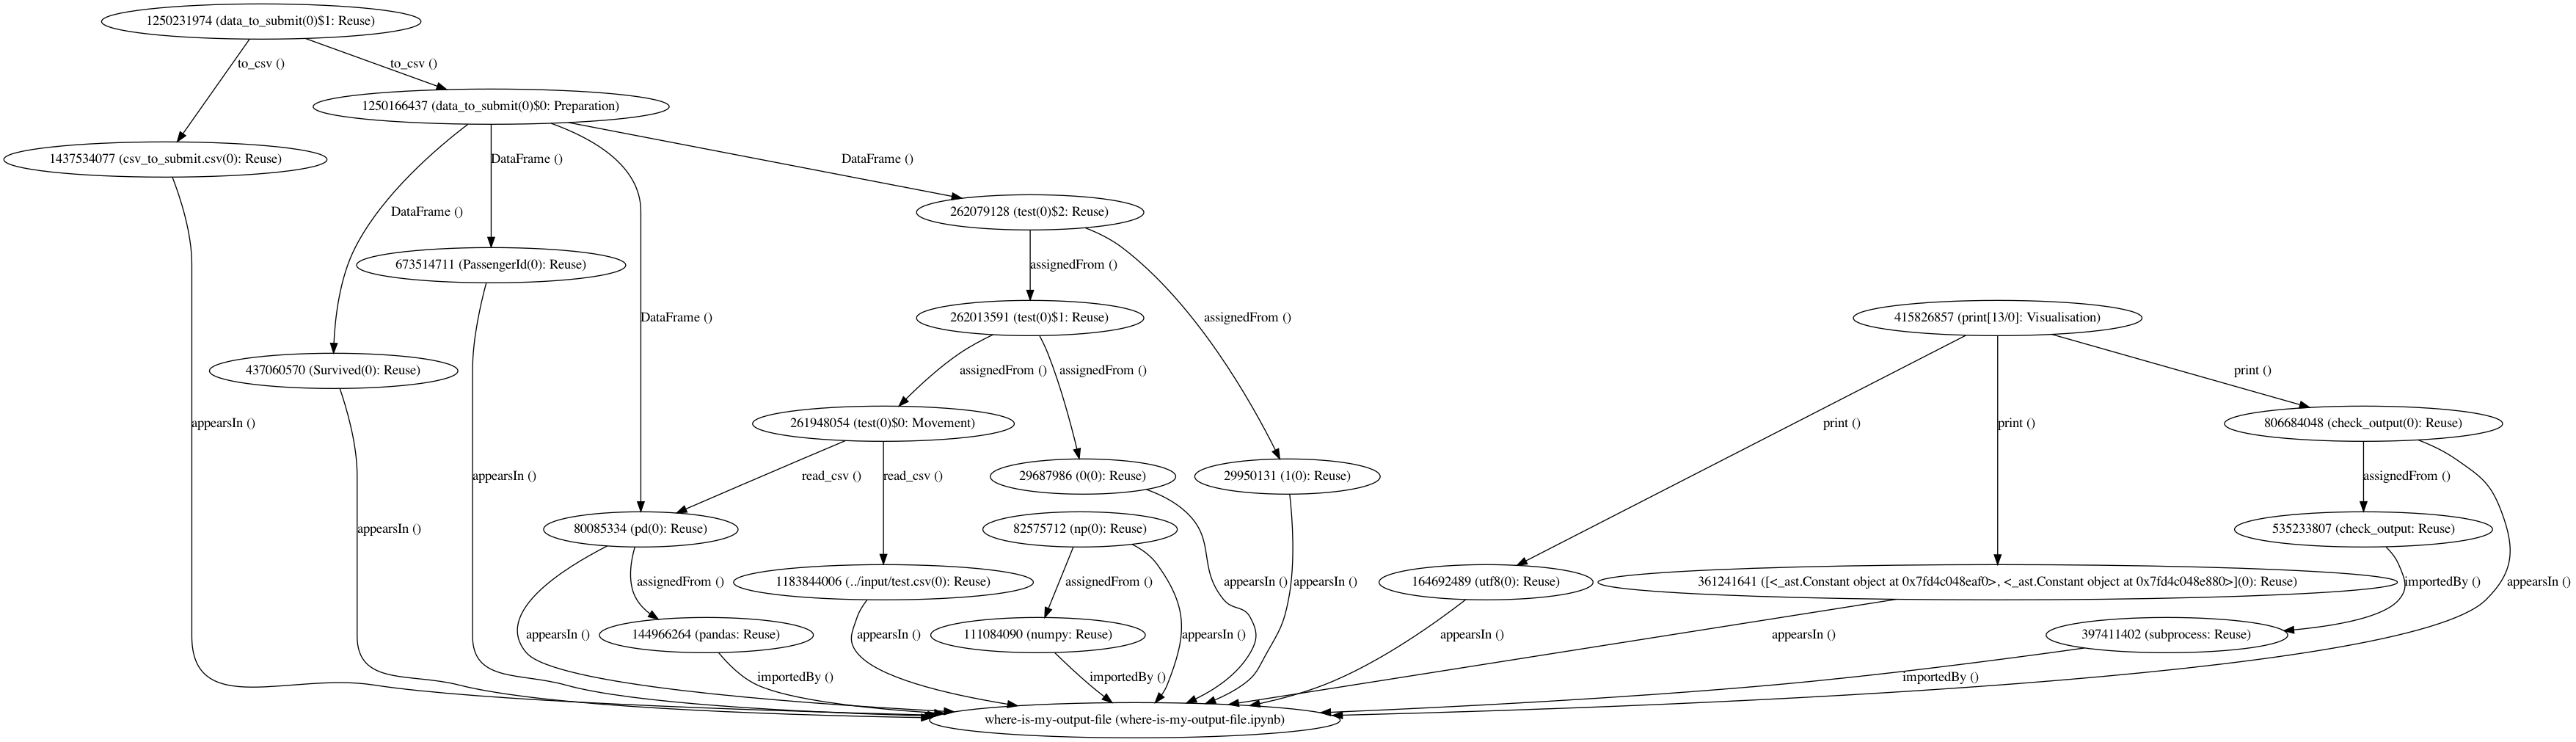 1250231974 (data_to_submit(0)$1: Reuse)
to_csv ()
to_csv ()
1250166437 (data_to_submit(0)$0: Preparation)
1437534077 (csv_to_submit.csv(0): Reuse)
DataFrame ()
DataFrame ()
DataFrame ()
262079128 (test(0)$2: Reuse)
673514711 (PassengerId(0): Reuse)
assignedFrom ()
DataFrame ()
262013591 (test(0)$1: Reuse)
assignedFrom ()
415826857 (print[13/0]: Visualisation)
437060570 (Survived(0): Reuse)
assignedFrom ()
assignedFrom ()
print ()
appearsIn ()
261948054 (test(0)$0: Movement)
print ()
print ()
806684048 (check_output(0): Reuse)
appearsIn ()
read_csv ()
read_csv ()
29687986 (0(0): Reuse)
29950131 (1(0): Reuse)
assignedFrom ()
appearsIn ()
80085334 (pd(0): Reuse)
82575712 (np(0): Reuse)
535233807 (check_output: Reuse)
assignedFrom ()
1183844006 (../input/test.csv(0): Reuse)
assignedFrom ()
appearsIn ()
appearsIn ()
164692489 (utf8(0): Reuse)
361241641 ([<_ast.Constant object at 0x7fd4c048eaf0>, <_ast.Constant object at 0x7fd4c048e880>](0): Reuse)
importedBy ()
appearsIn ()
appearsIn ()
144966264 (pandas: Reuse)
appearsIn ()
111084090 (numpy: Reuse)
appearsIn ()
appearsIn ()
appearsIn ()
397411402 (subprocess: Reuse)
importedBy ()
importedBy ()
importedBy ()
where-is-my-output-file (where-is-my-output-file.ipynb)